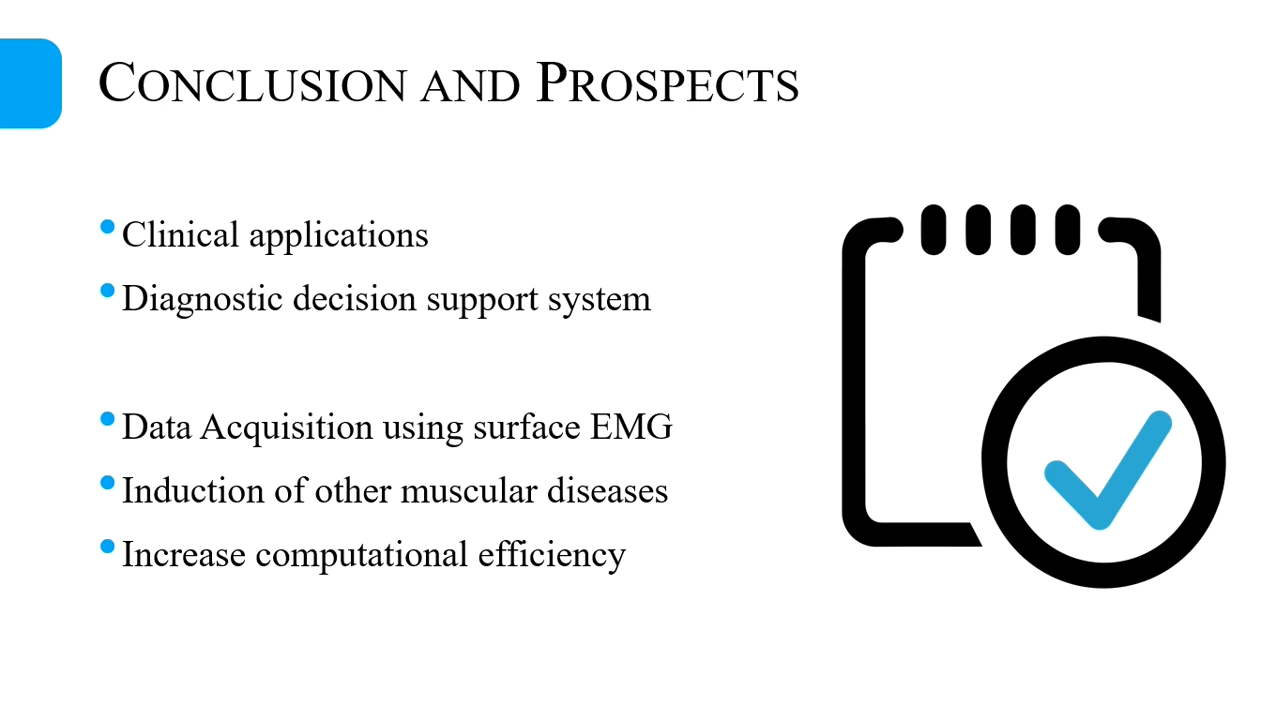 Conclusion and Prospects
• Clinical applications
• Diagnostic decision support system
• Data Acquisition using surface EMG
• Induction of other muscular diseases
• Increase computational efficiency